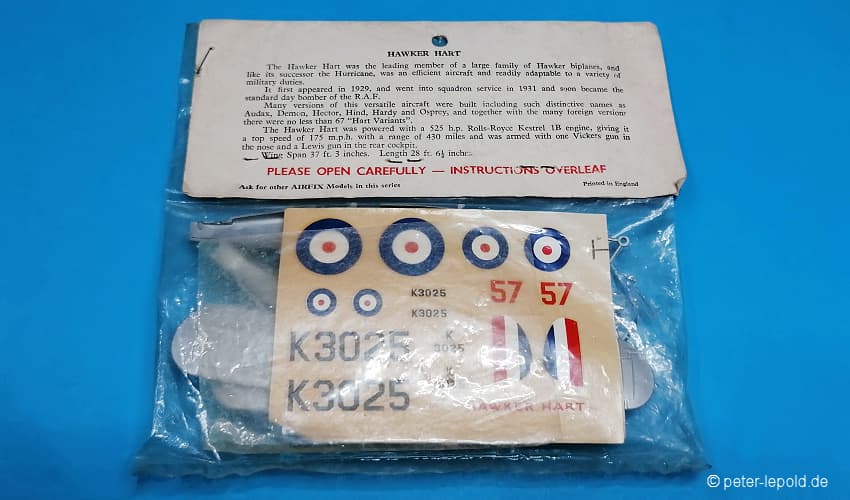 HAWKER HART
The Hawker Hart was the leading member of a large family of Hawker biplanes, and
like its successor the Hurricane, was an efficient aircraft and readily adaptable to a variety of
military duties.
It first appeared in 1929, and went into squadron service in 1931 and soon became the
standard day bomber of the R.A.F.
Many versions of this versatile aircraft were built including such distinctive names as
Audax, Demon, Hector, Hind, Hardy and Osprey, and together with the many foreign versions
there were no less than 67 "Hart Variants".
The Hawker Hart was powered with a 525 h.p. Rolls-Royce Kestrel 1B engine, giving it
a top speed of 175 m.p.h. with a range of 430 miles and was armed with one Vickers gun in
the nose and a Lewis gun in the rear cockpit.
Wing Span 37 ft. 3 inches. Length 28 ft. 6½ inches.
PLEASE OPEN CAREFULLY — INSTRUCTIONS OVERLEAF
Ask for other AIRFIX Models in this series
Printed in England
K3025
57 57
K3025
K3025
K
3025
K3025
K
HAWKER HART
© peter-lepold.de